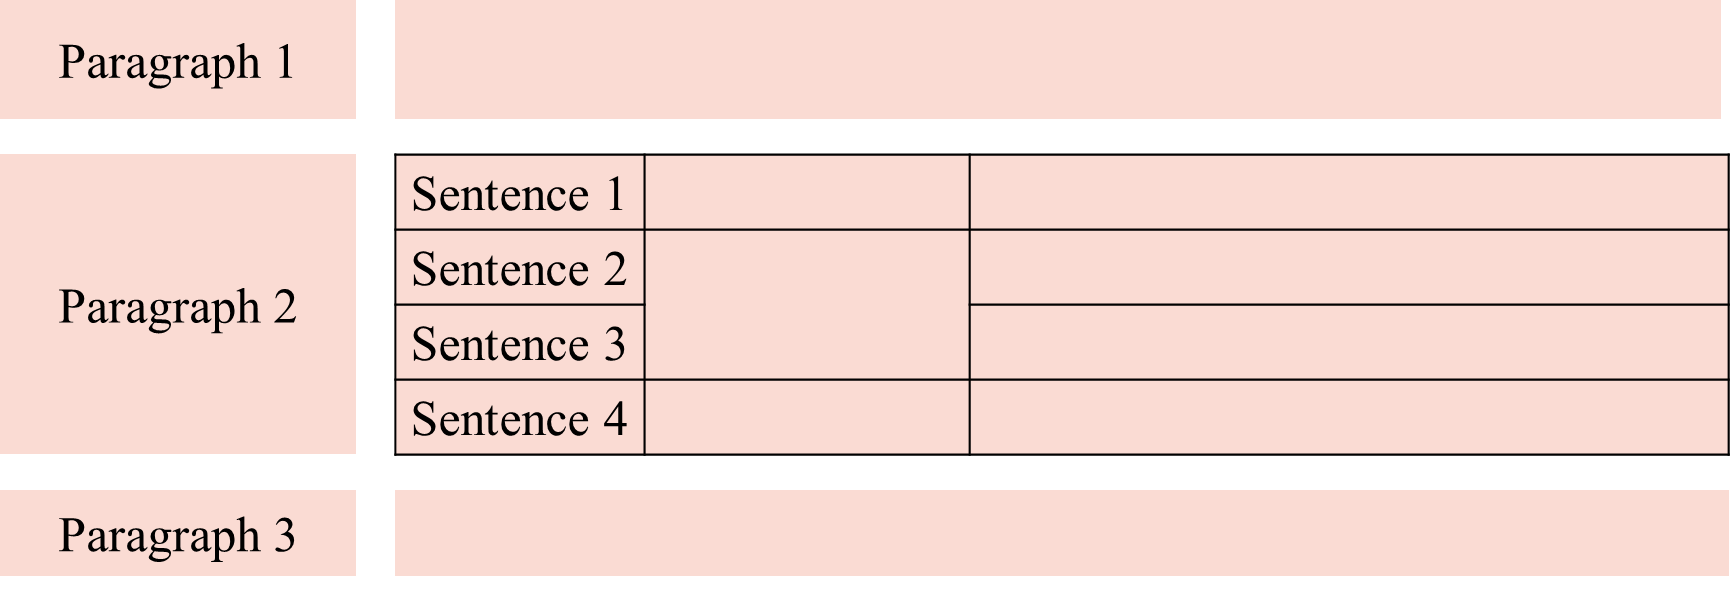 Paragraph 1
Paragraph 2
Sentence 1
Sentence 2
Sentence 3
Sentence 4
Paragraph 3